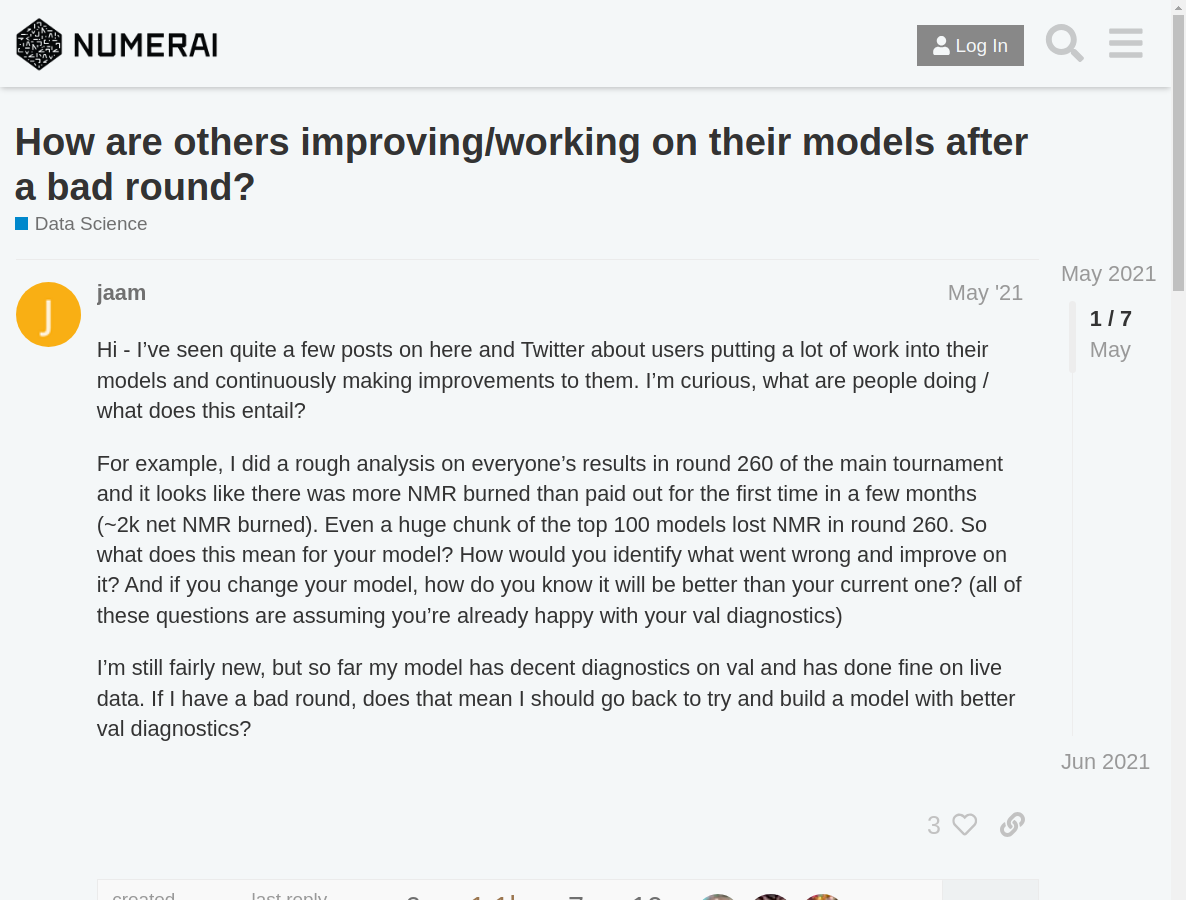 NUMERAI
Log In
How are others improving/working on their models after
a bad round?
Data Science
jaam
May '21
Hi - I’ve seen quite a few posts on here and Twitter about users putting a lot of work into their
models and continuously making improvements to them. I’m curious, what are people doing /
what does this entail?
For example, I did a rough analysis on everyone’s results in round 260 of the main tournament
and it looks like there was more NMR burned than paid out for the first time in a few months
(~2k net NMR burned). Even a huge chunk of the top 100 models lost NMR in round 260. So
what does this mean for your model? How would you identify what went wrong and improve on
it? And if you change your model, how do you know it will be better than your current one? (all of
these questions are assuming you’re already happy with your val diagnostics)
I’m still fairly new, but so far my model has decent diagnostics on val and has done fine on live
data. If I have a bad round, does that mean I should go back to try and build a model with better
val diagnostics?
3
May 2021
1 / 7
May
Jun 2021
created
last reply